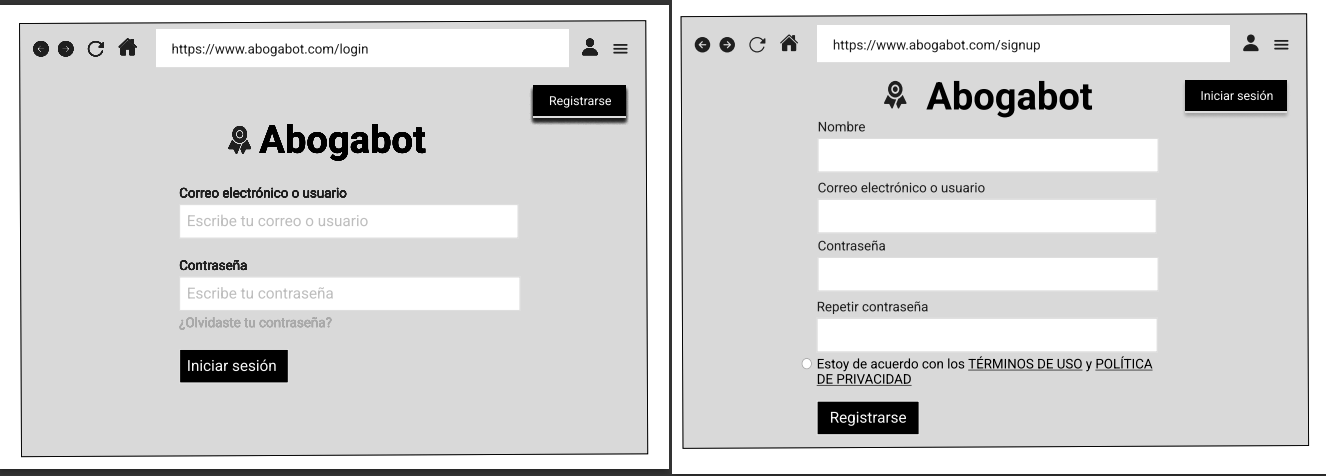 https://www.abogabot.com/login
Registrarse
Abogabot
Correo electrónico o usuario
Escribe tu correo o usuario
Contraseña
Escribe tu contraseña
¿Olvidaste tu contraseña?
Iniciar sesión
https://www.abogabot.com/signup
Abogabot
Iniciar sesión
Nombre
Correo electrónico o usuario
Contraseña
Repetir contraseña
Estoy de acuerdo con los TÉRMINOS DE USO y POLÍTICA
DE PRIVACIDAD
Registrarse